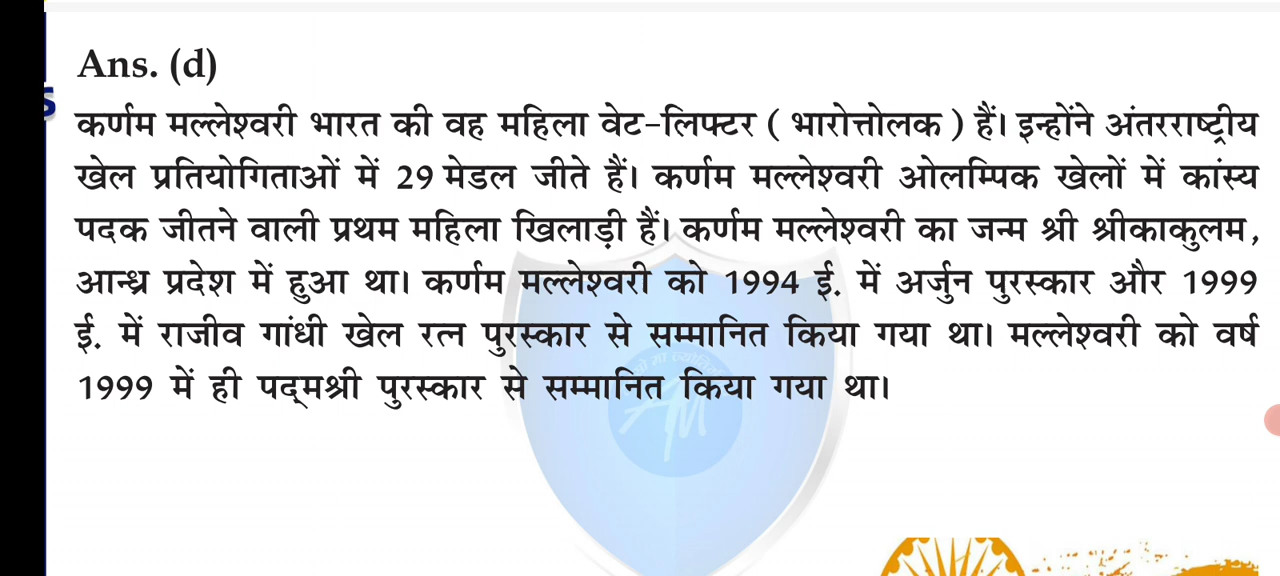 Ans. (d)
कर्णम मल्लेश्वरी भारत की वह महिला वेट-लिफ्टर ( भारोत्तोलक ) हैं। इन्होंने अंतरराष्ट्रीय
खेल प्रतियोगिताओं में 29 मेडल जीते हैं। कर्णम मल्लेश्वरी ओलम्पिक खेलों में कांस्य
पदक जीतने वाली प्रथम महिला खिलाड़ी हैं। कर्णम मल्लेश्वरी का जन्म श्री श्रीकाकुलम,
आन्ध्र प्रदेश में हुआ था। कर्णम मल्लेश्वरी को 1994 ई. में अर्जुन पुरस्कार और 1999
ई. में राजीव गांधी खेल रत्न पुरस्कार से सम्मानित किया गया था। मल्लेश्वरी को वर्ष
1999 में ही पद्‌मश्री पुरस्कार से सम्मानित किया गया था।